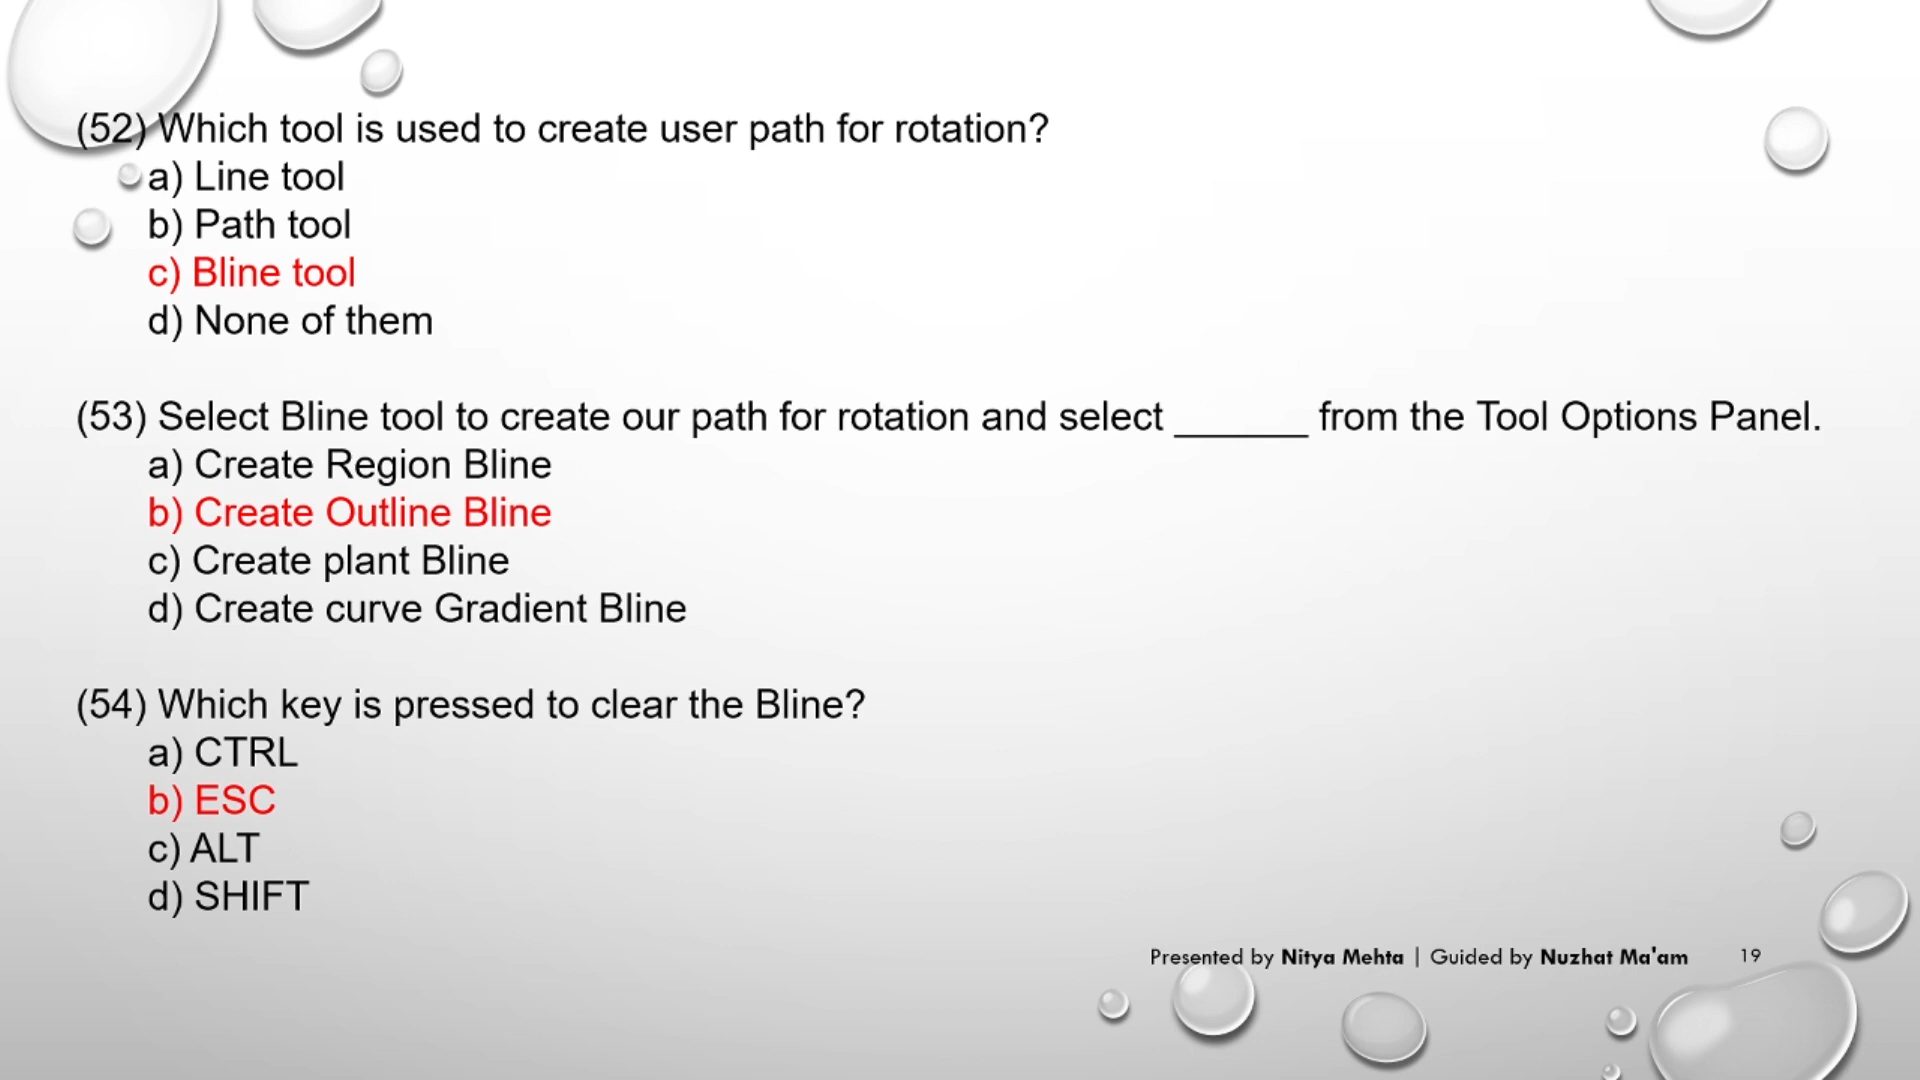 (52) Which tool is used to create user path for rotation?
a) Line tool
b) Path tool
c) Bline tool
d) None of them
(53) Select Bline tool to create our path for rotation and select ______ from the Tool Options Panel.
a) Create Region Bline
b) Create Outline Bline
c) Create plant Bline
d) Create curve Gradient Bline
(54) Which key is pressed to clear the Bline?
a) CTRL
b) ESC
c) ALT
d) SHIFT
Presented by Nitya Mehta | Guided by Nuzhat Ma'am 19